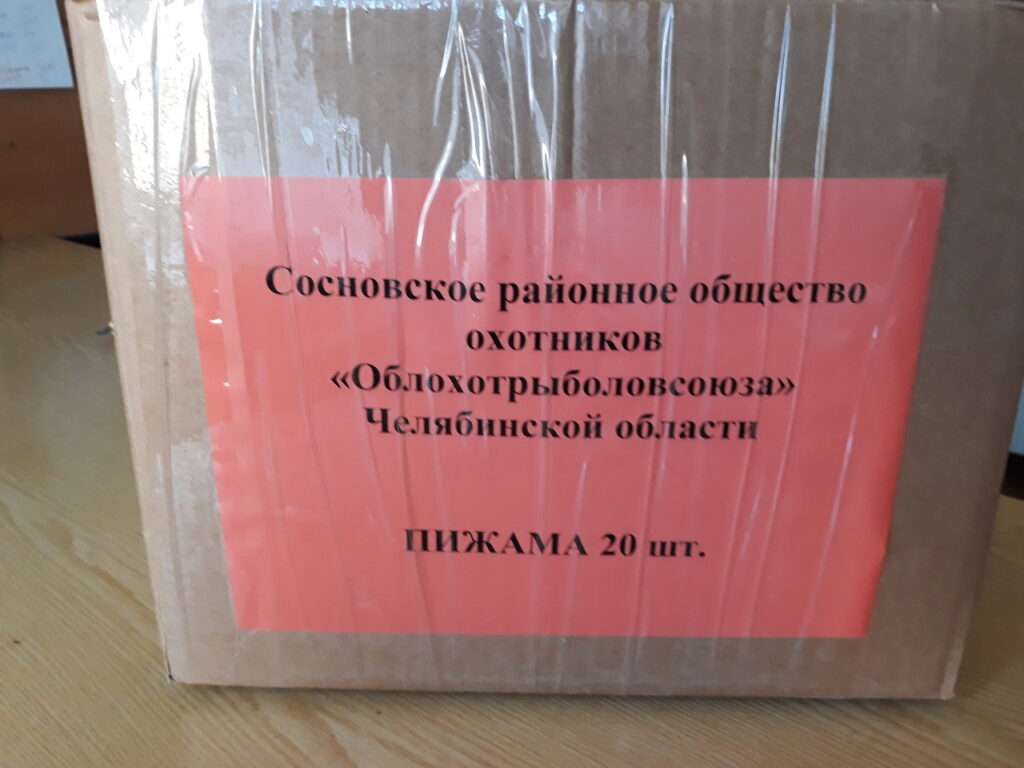 Сосновское районное общество
охотников
«Облохотрыболовсоюза»
Челябинской области
ПИЖАМА 20 шт.